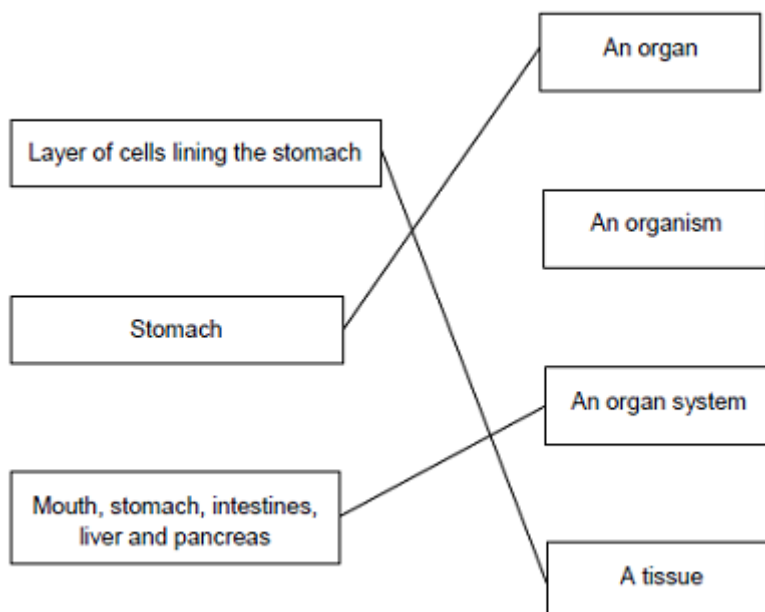 An organ
Layer of cells lining the stomach
An organism
Stomach
An organ system
Mouth, stomach, intestines,
liver and pancreas
A tissue